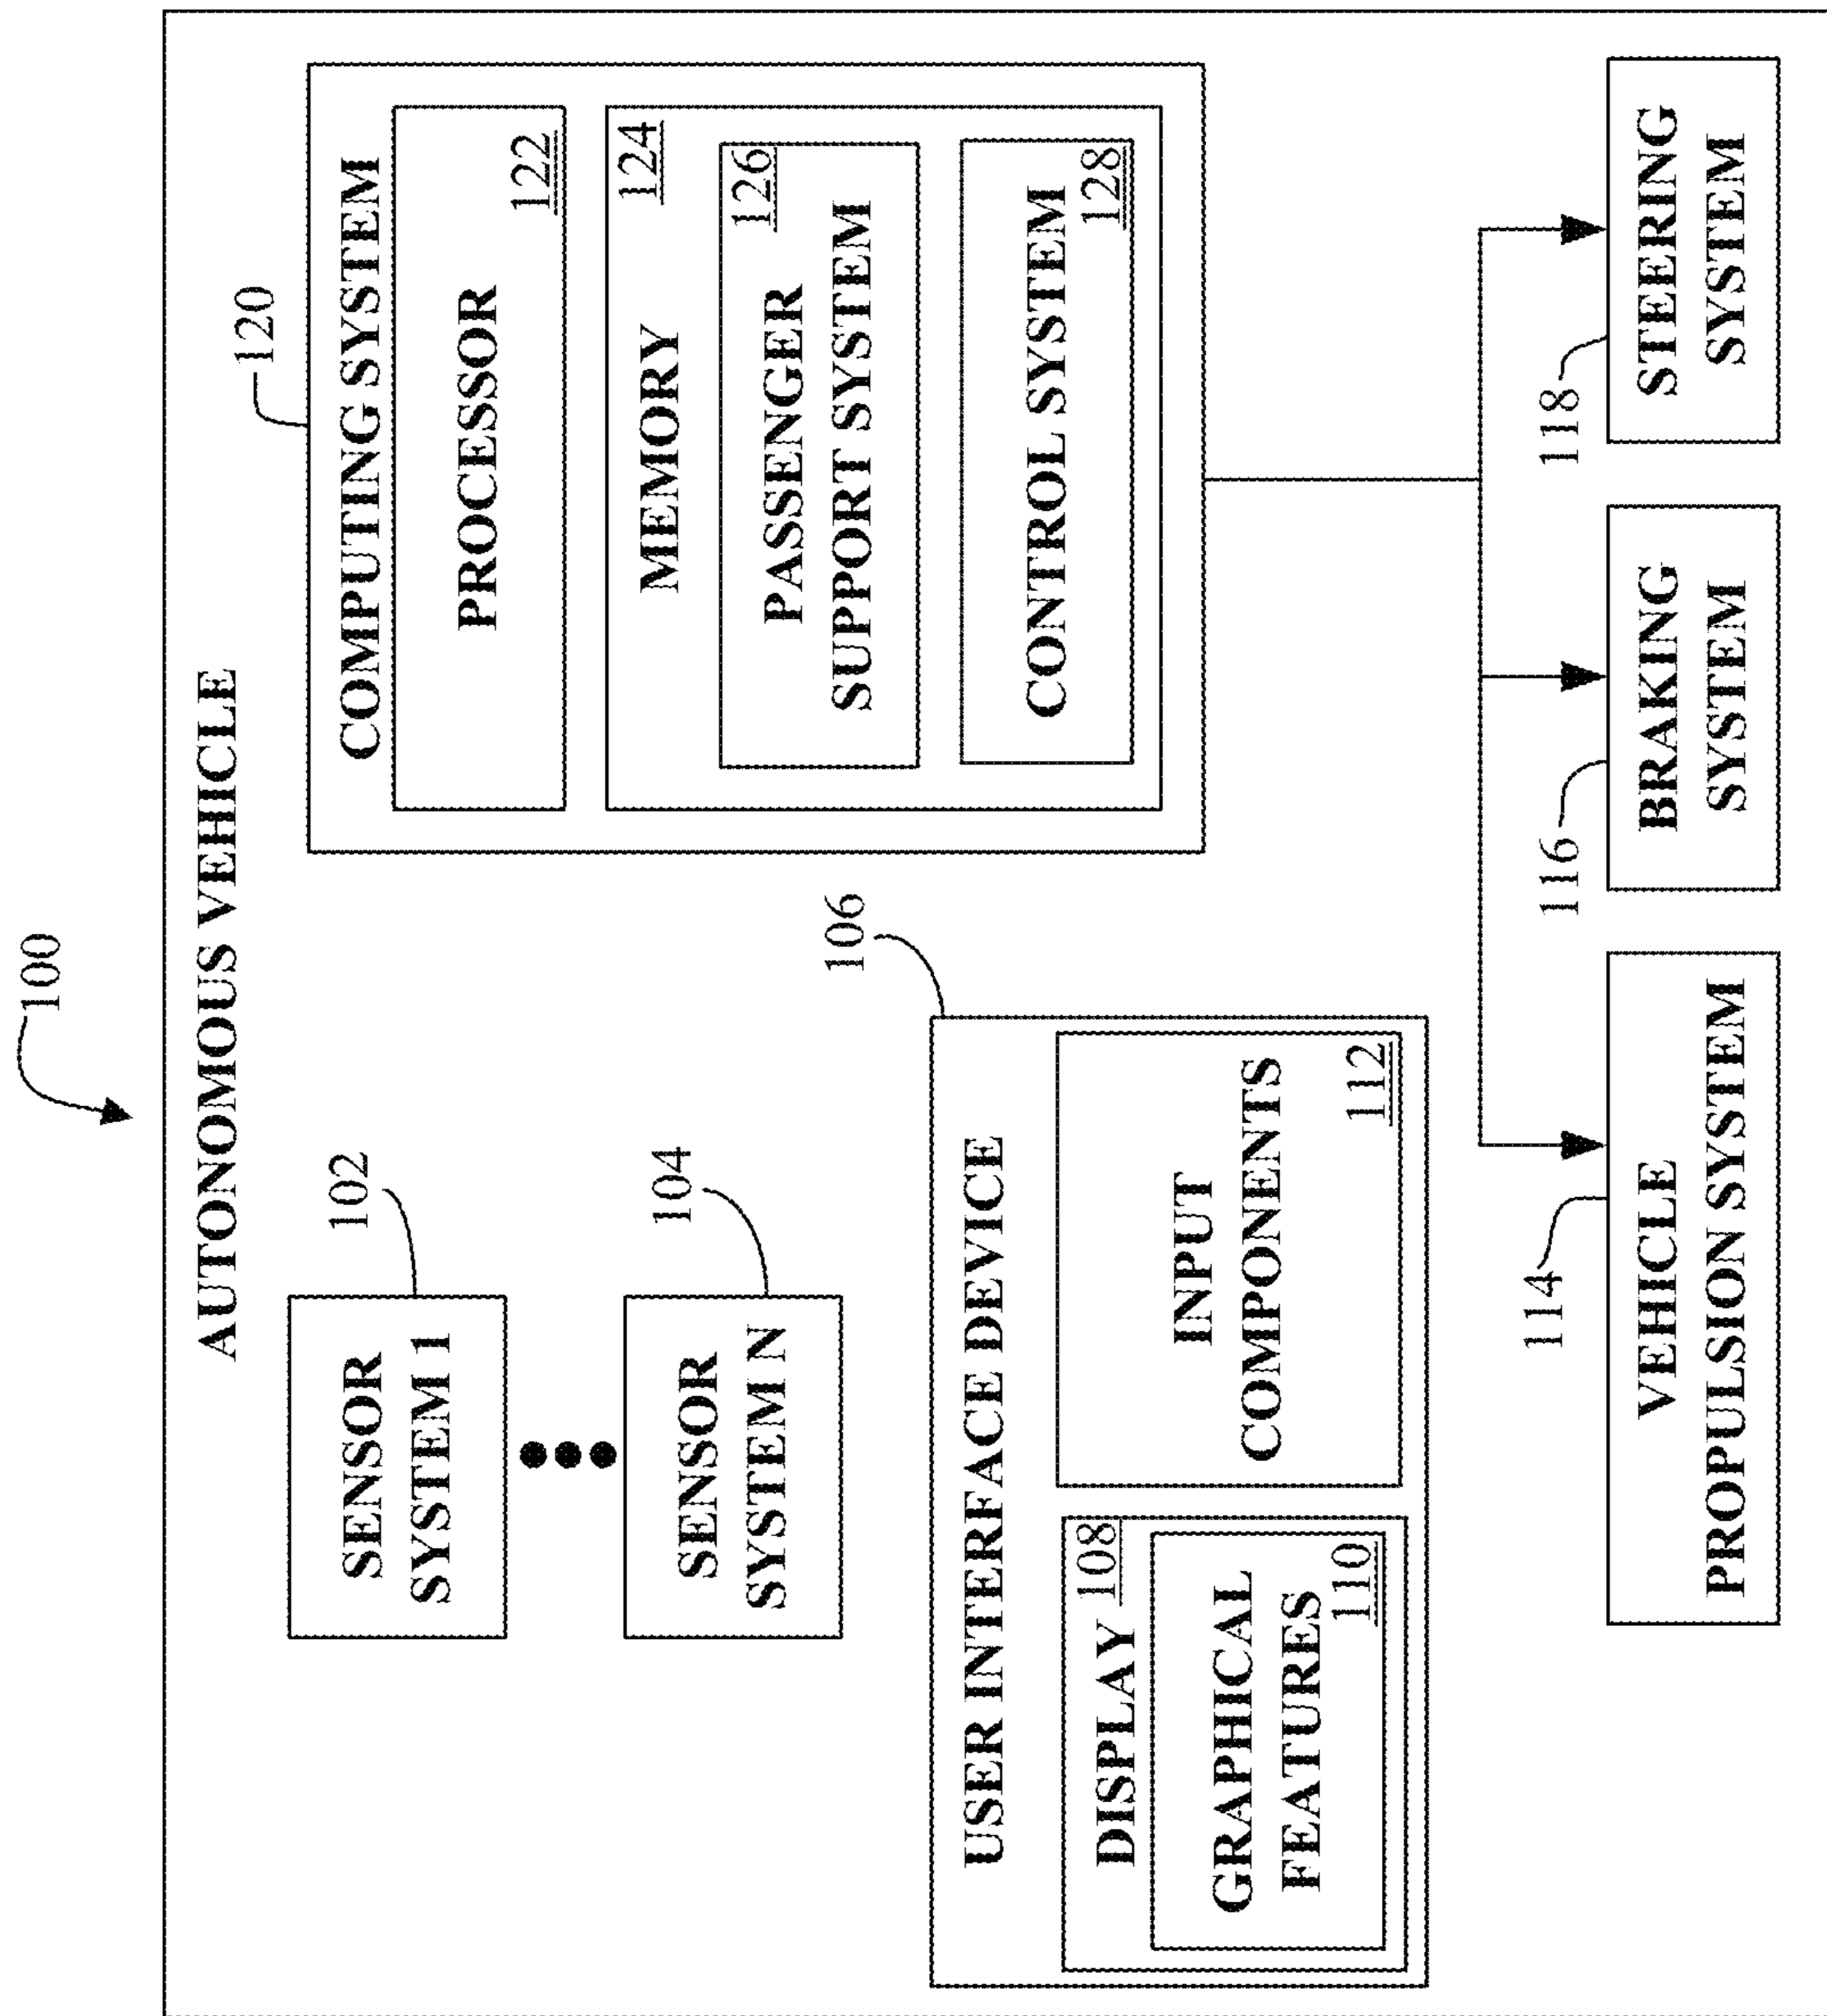 100
AUTONOMOUS VEHICLE
SENSOR
SYSTEM 1
102
SENSOR
SYSTEM N
104
120
COMPUTING SYSTEM
PROCESSOR
122
MEMORY
124
PASSENGER
126
SUPPORT SYSTEM
CONTROL SYSTEM
128
106
USER INTERFACE DEVICE
DISPLAY 108
GRAPHICAL
FEATURES
110
INPUT
COMPONENTS
112
114
VEHICLE
PROPULSION SYSTEM
116
BRAKING
SYSTEM
118
STEERING
SYSTEM